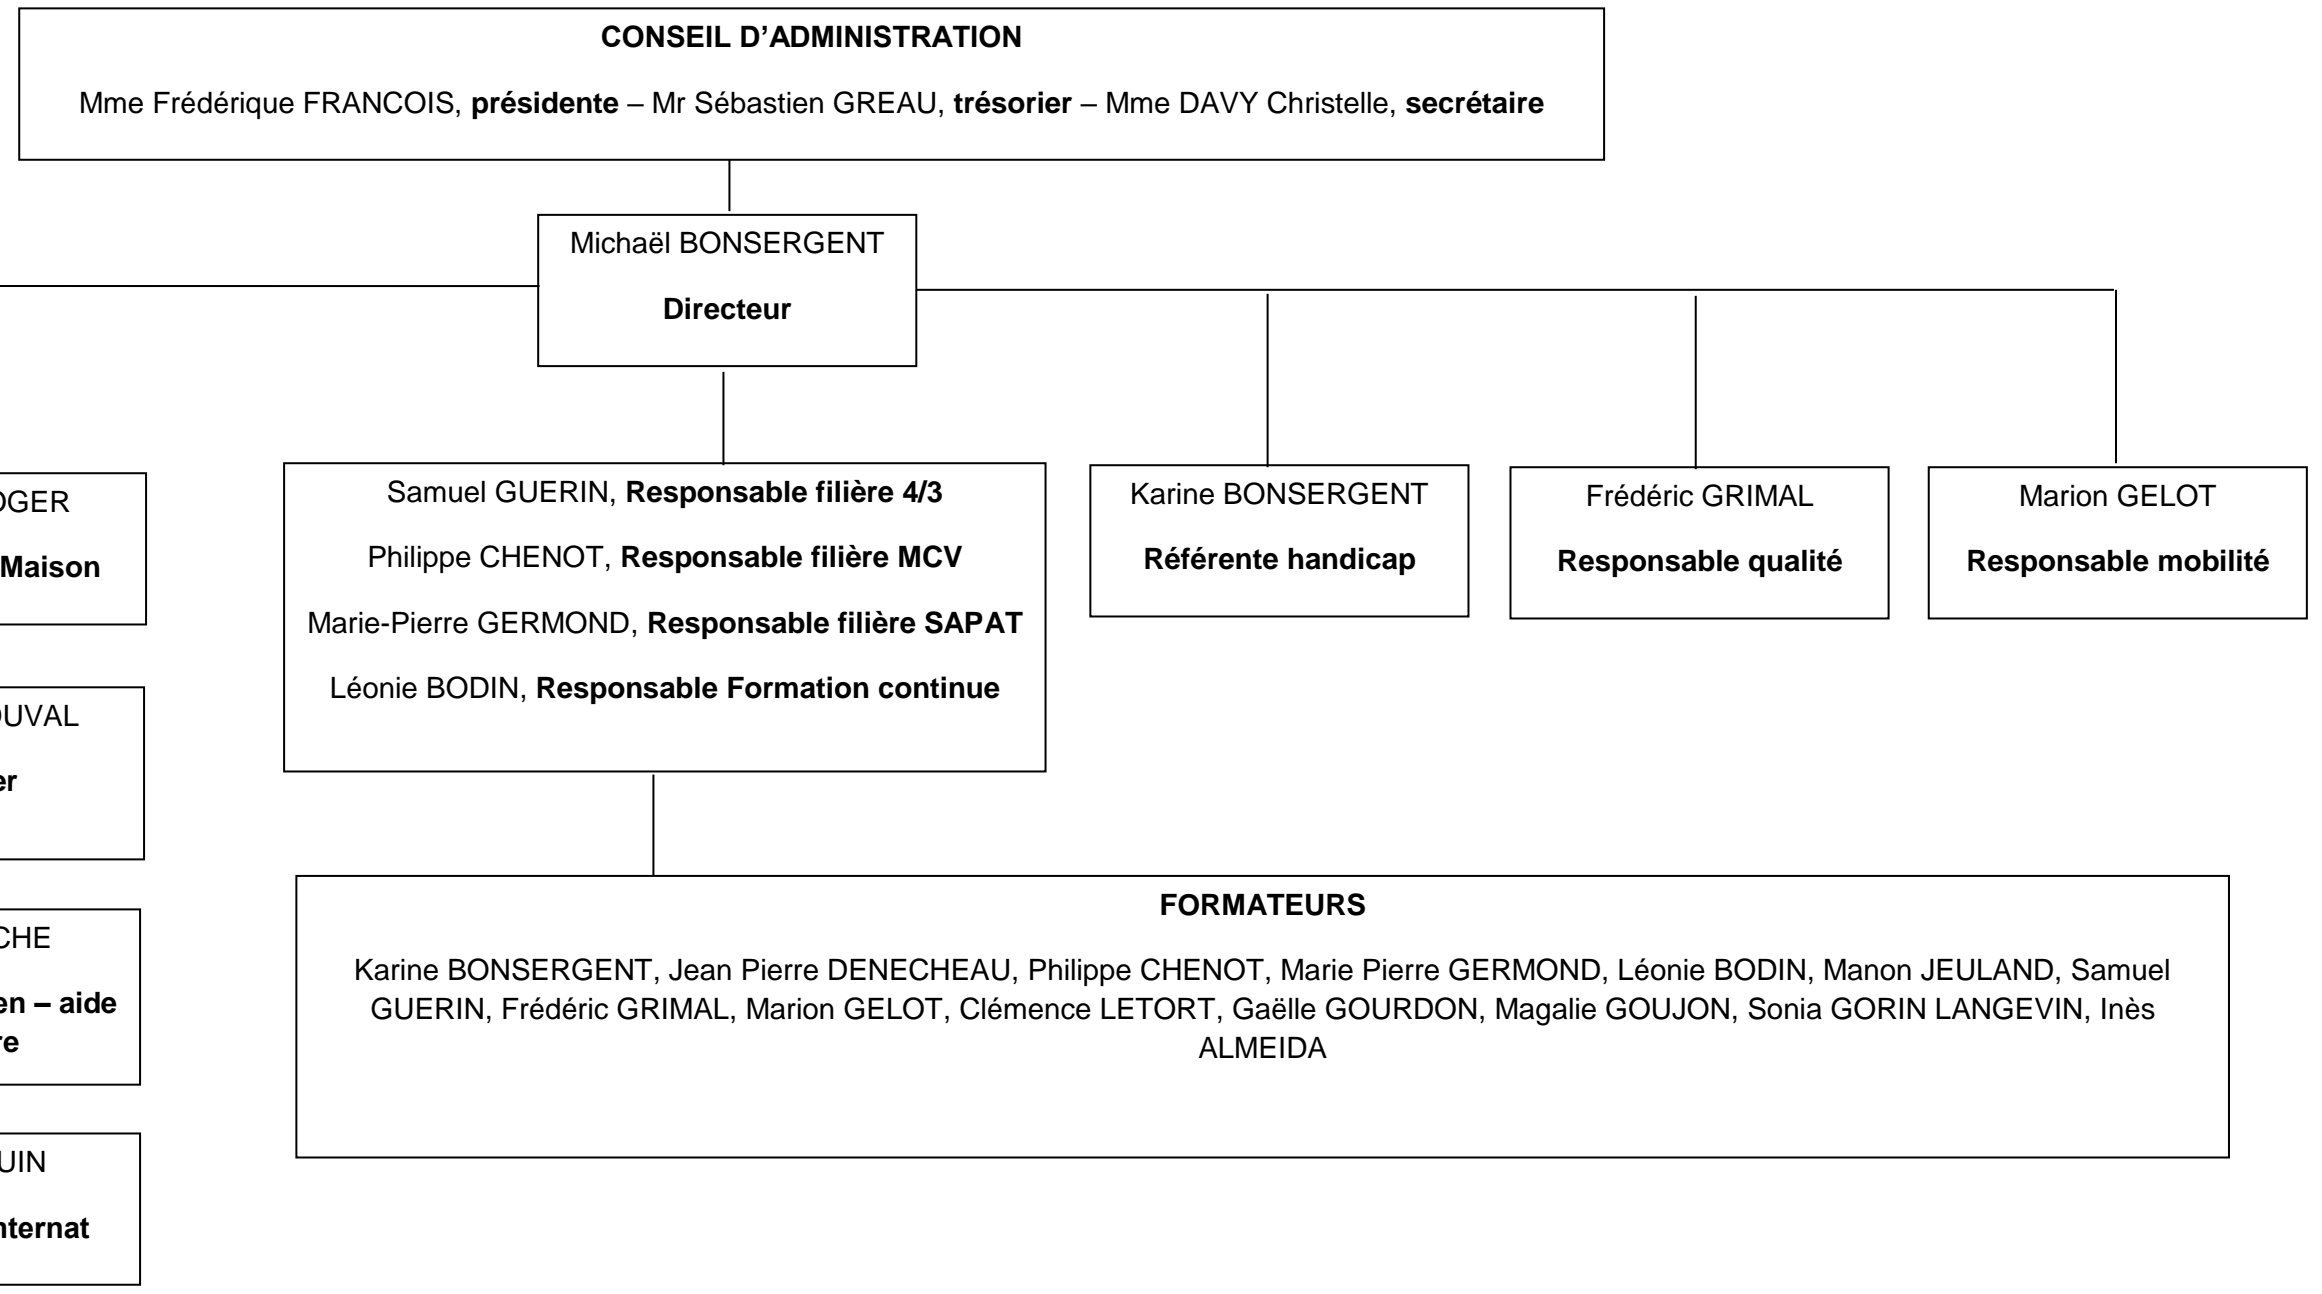 CONSEIL D’ADMINISTRATION
Mme Frédérique FRANCOIS, présidente – Mr Sébastien GREAU, trésorier – Mme DAVY Christelle, secrétaire
Michaël BONSERGENT
Directeur
Maison
Samuel GUERIN, Responsable filière 4/3
Philippe CHENOT, Responsable filière MCV
Marie-Pierre GERMOND, Responsable filière SAPAT
Léonie BODIN, Responsable Formation continue
Karine BONSERGENT
Référente handicap
Frédéric GRIMAL
Responsable qualité
Marion GELOT
Responsable mobilité
– aide
FORMATEURS
Karine BONSERGENT, Jean Pierre DENECHEAU, Philippe CHENOT, Marie Pierre GERMOND, Léonie BODIN, Manon JEULAND, Samuel
GUERIN, Frédéric GRIMAL, Marion GELOT, Clémence LETORT, Gaëlle GOURDON, Magalie GOUJON, Sonia GORIN LANGEVIN, Inès
ALMEIDA